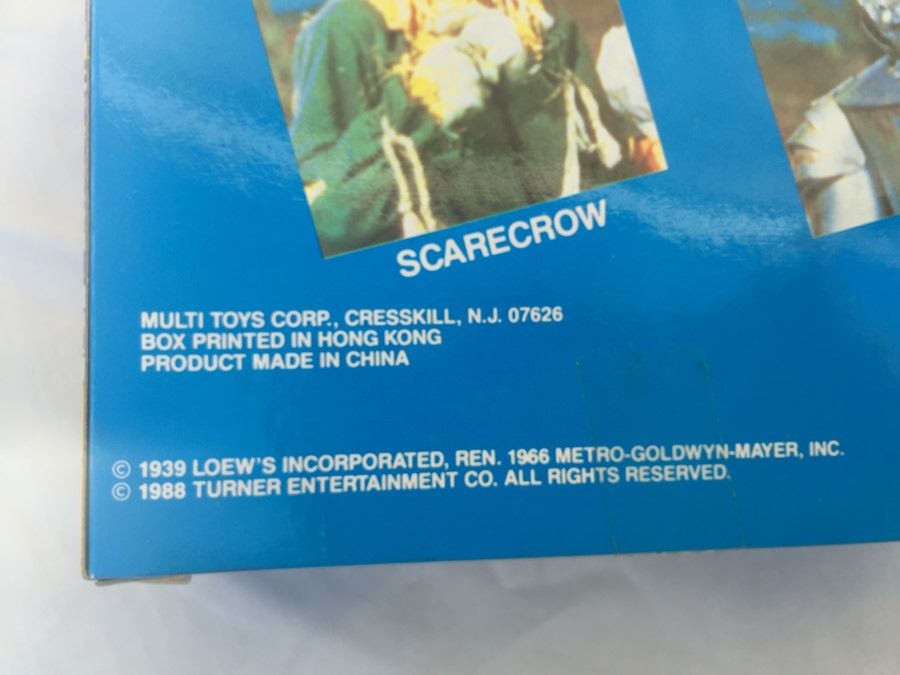 SCARECROW
MULTI TOYS CORP., CRESSKILL, N.J. 07626
BOX PRINTED IN HONG KONG
PRODUCT MADE IN CHINA
© 1939 LOEW'S INCORPORATED, REN. 1966 METRO-GOLDWYN-MAYER, INC.
© 1988 TURNER ENTERTAINMENT CO. ALL RIGHTS RESERVED.